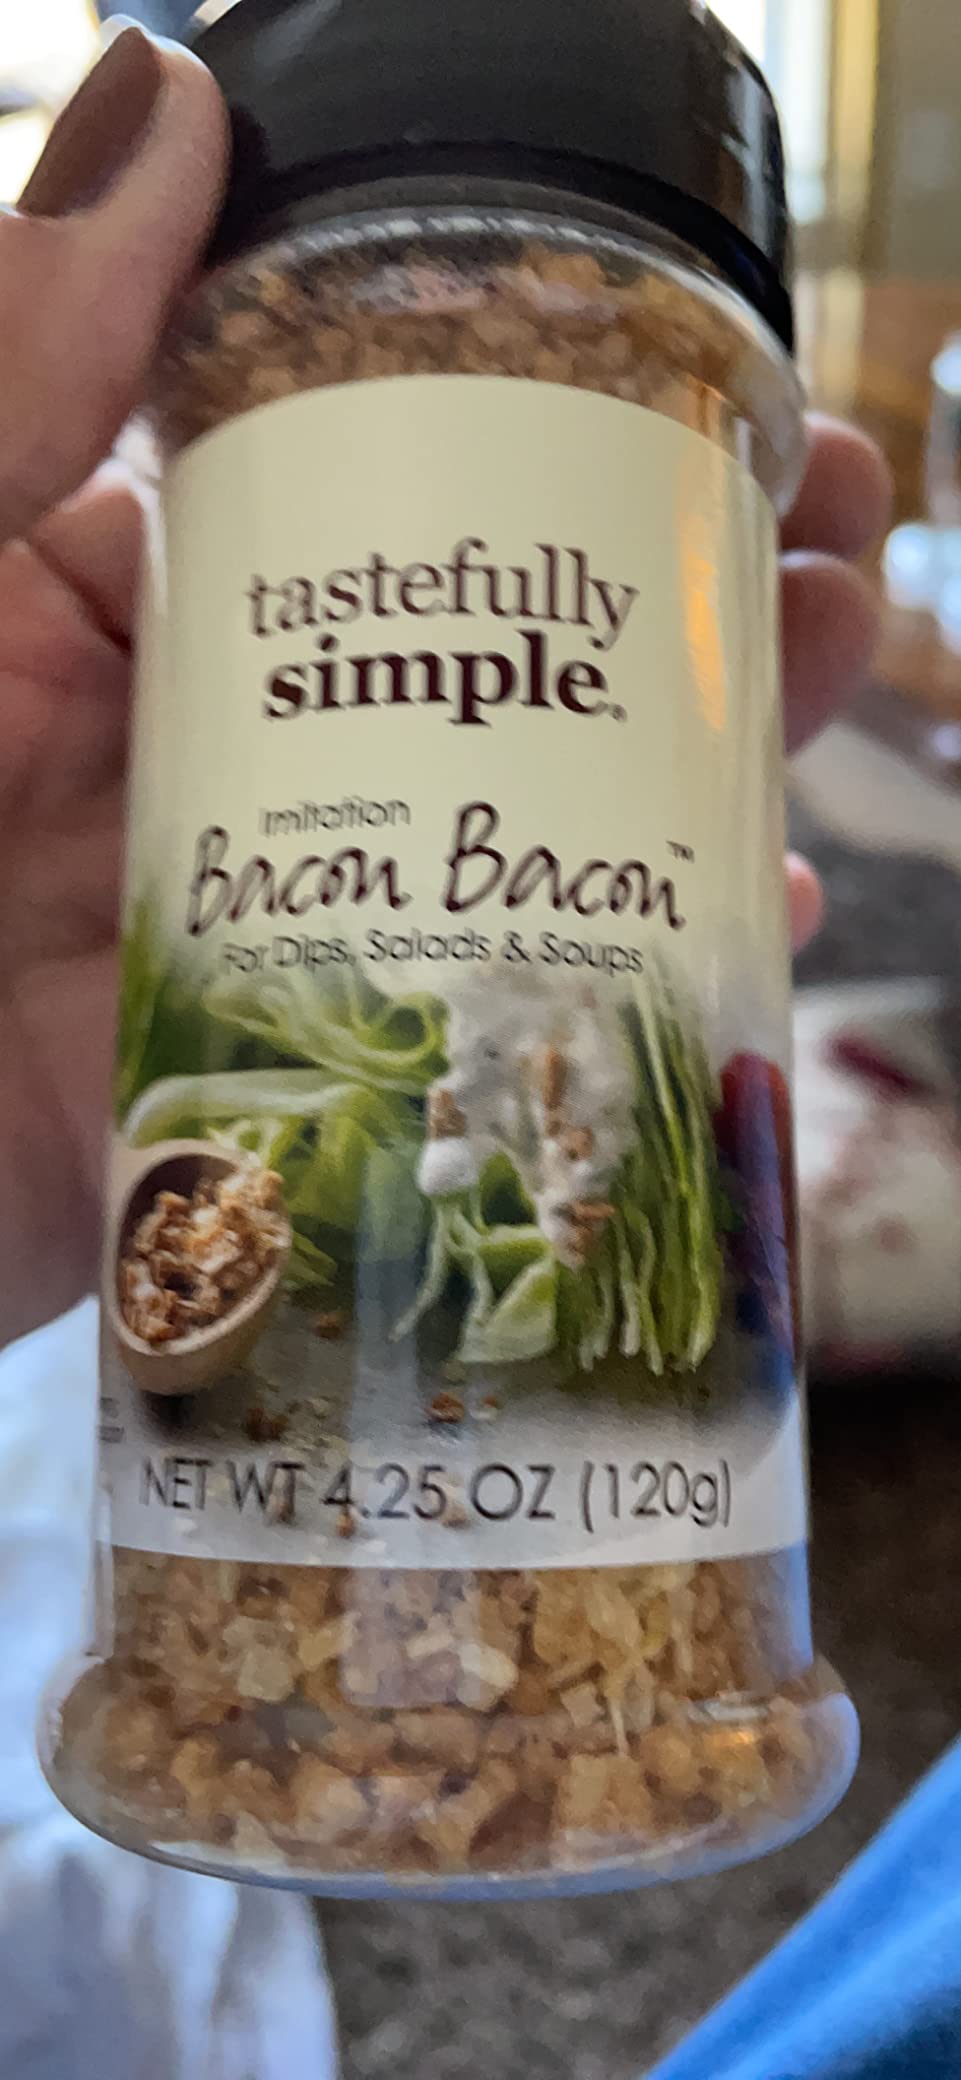 tastefully
simple®
Imitation
Bacon Bacon™
For Dips, Salads & Soups
NET WT 4.25 OZ (120g)